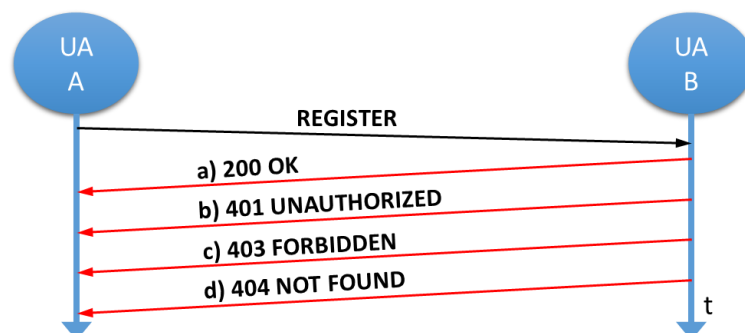 UA
A
UA
B
REGISTER
a) 200 OK
b) 401 UNAUTHORIZED
c) 403 FORBIDDEN
d) 404 NOT FOUND
t